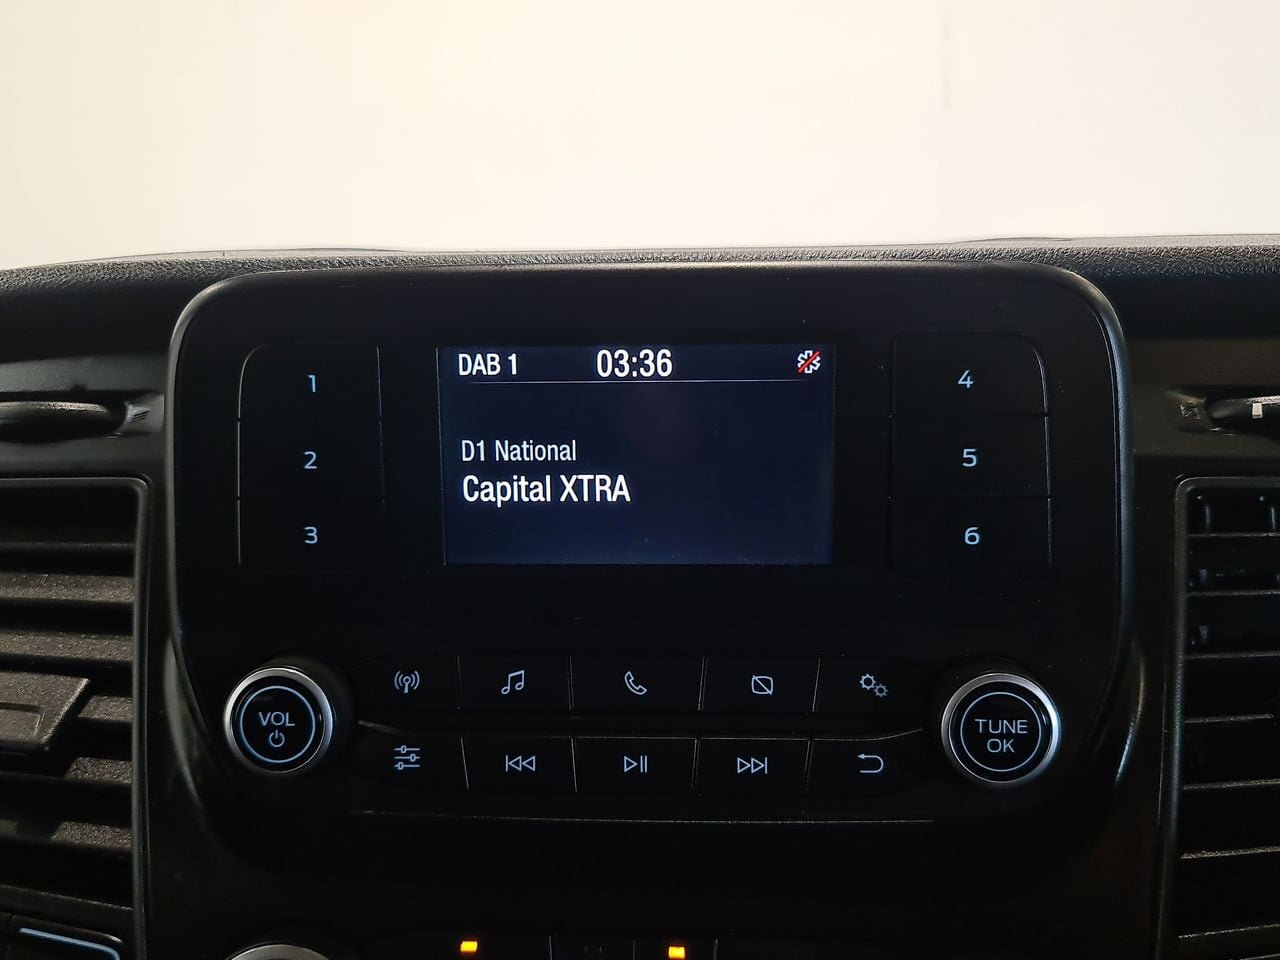 DAB 1 03:36
D1 National
Capital XTRA
1
2
3
4
5
6
VOL
TUNE
OK